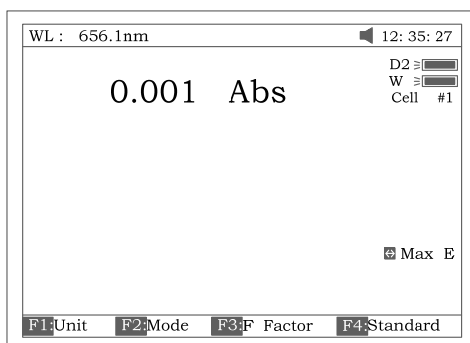 WL : 656.1nm 12: 35: 27
D2
W
0.001 Abs
Cell #1
Max E
F1:Unit F2:Mode F3:F Factor F4:Standard